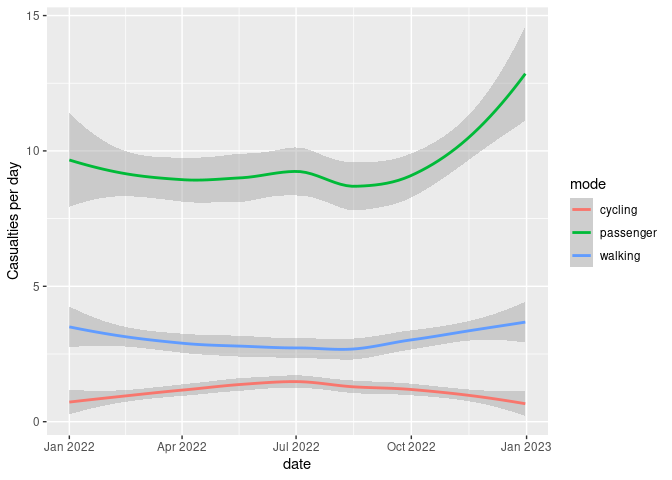 15
10
5
0
Casualties per day
Jan 2022 Apr 2022 Jul 2022 Oct 2022 Jan 2023
date
mode
cycling
passenger
walking